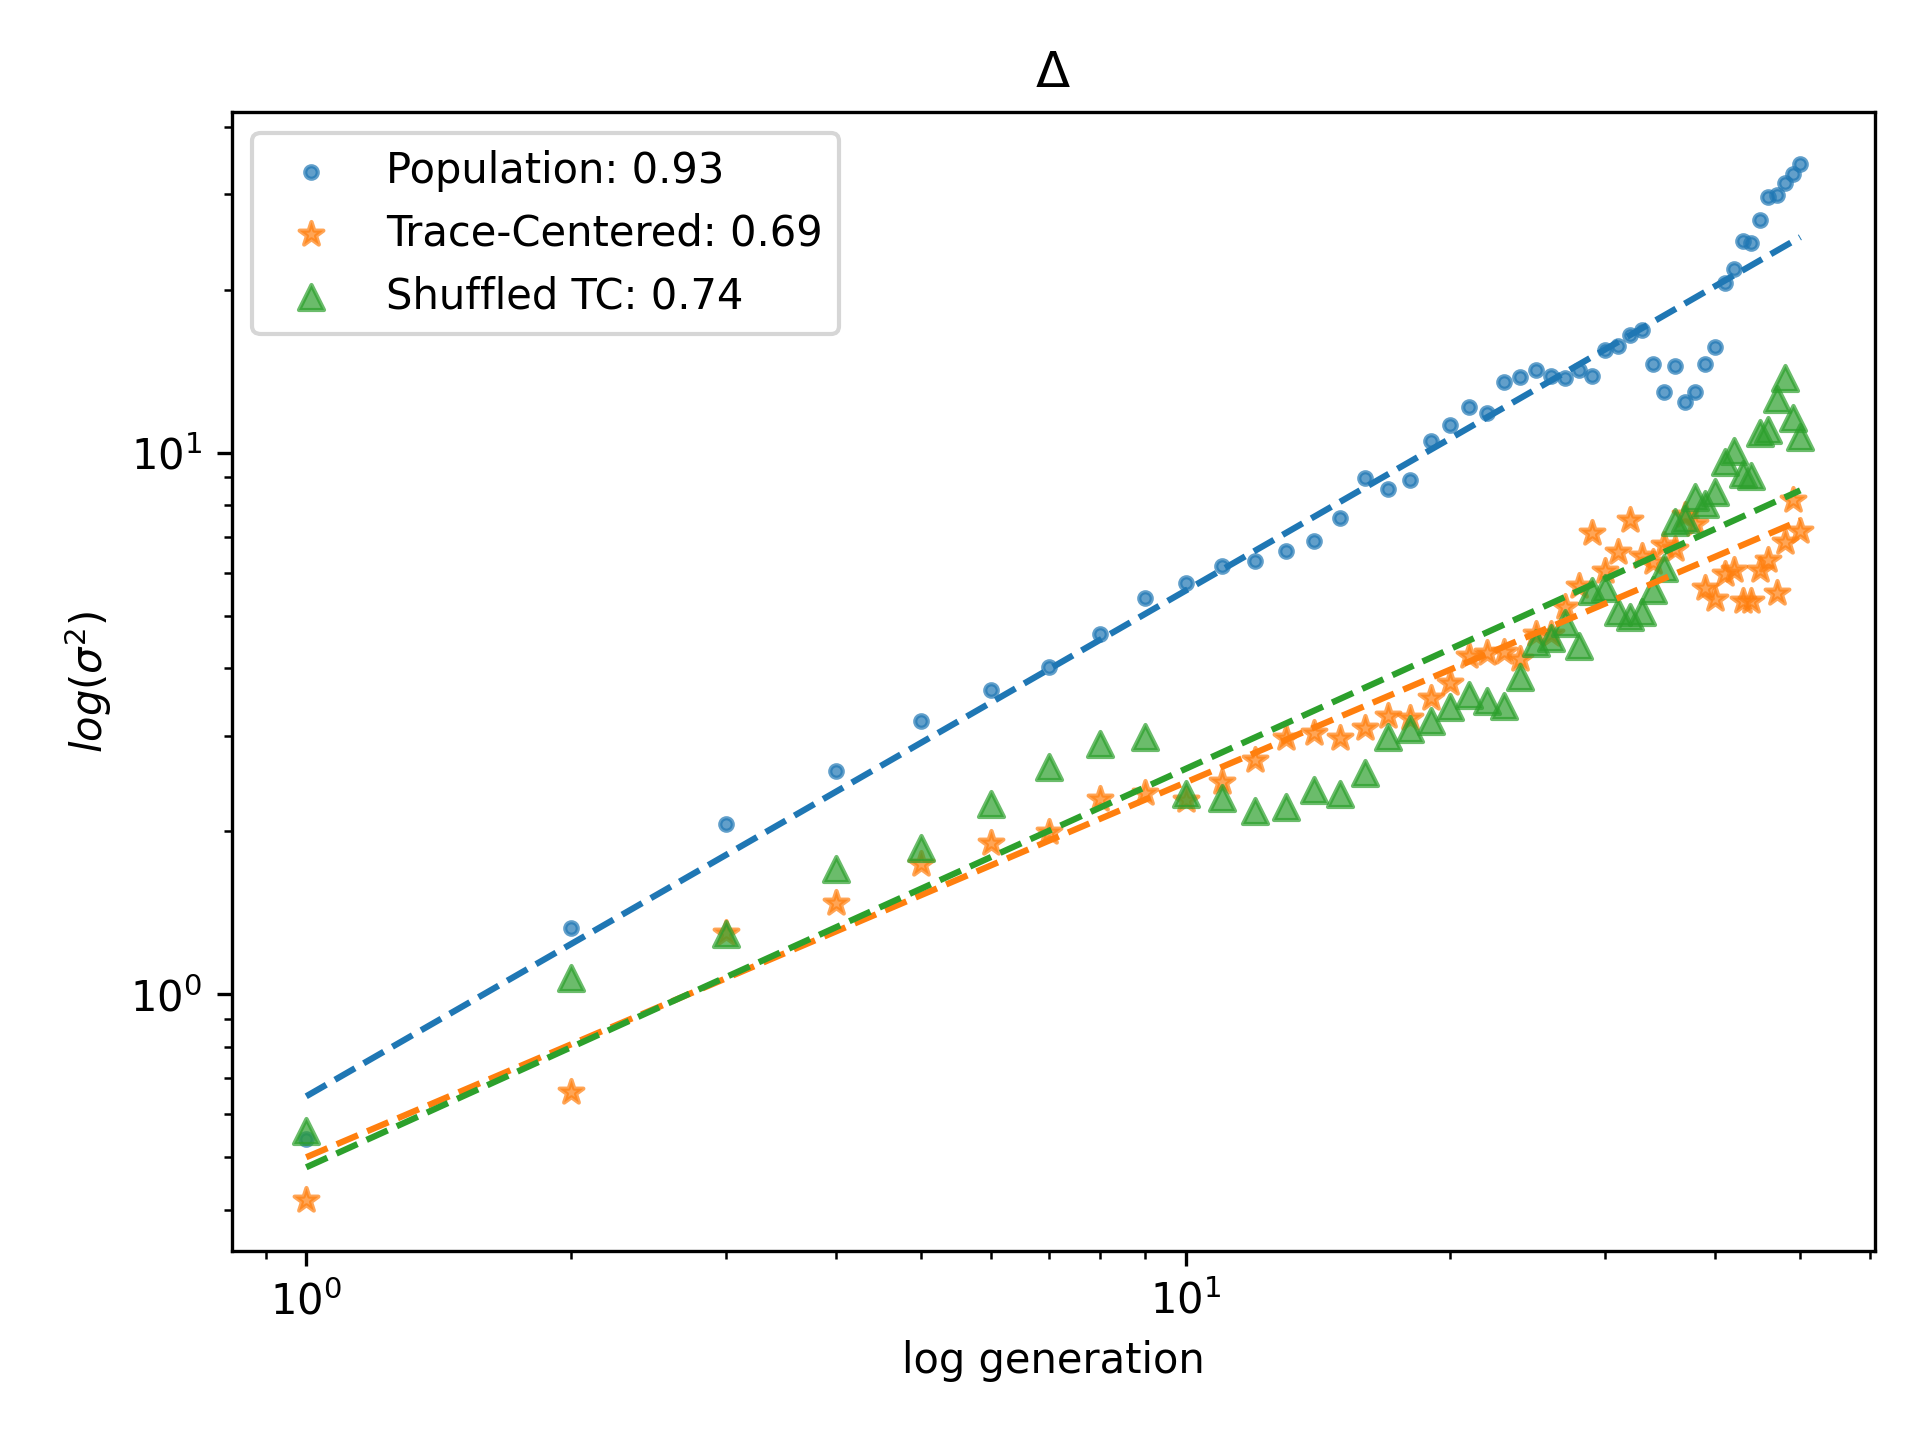 Δ
Population: 0.93
Trace-Centered: 0.69
Shuffled TC: 0.74
log(σ²)
10¹
10⁰
10⁰
10¹
log generation